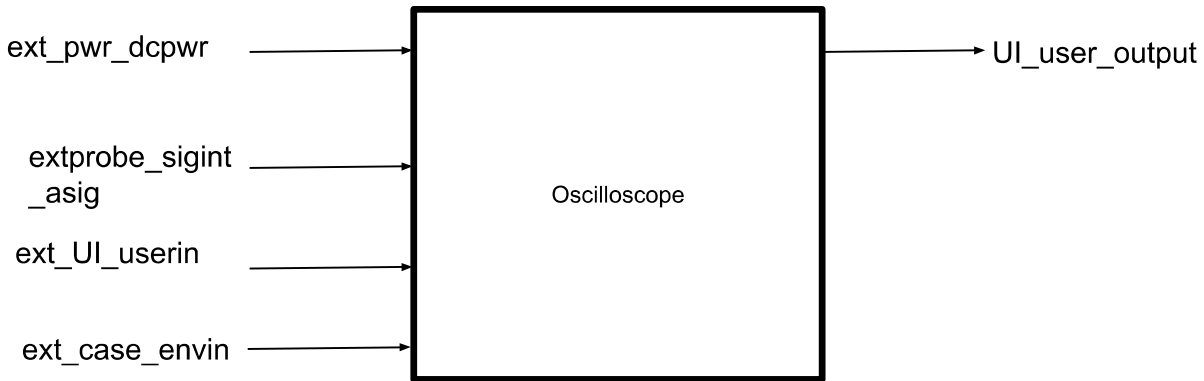 ext_pwr_dcpwr
UI_user_output
extprobe_sigint
_asig
Oscilloscope
ext_UI_userin
ext_case_envin